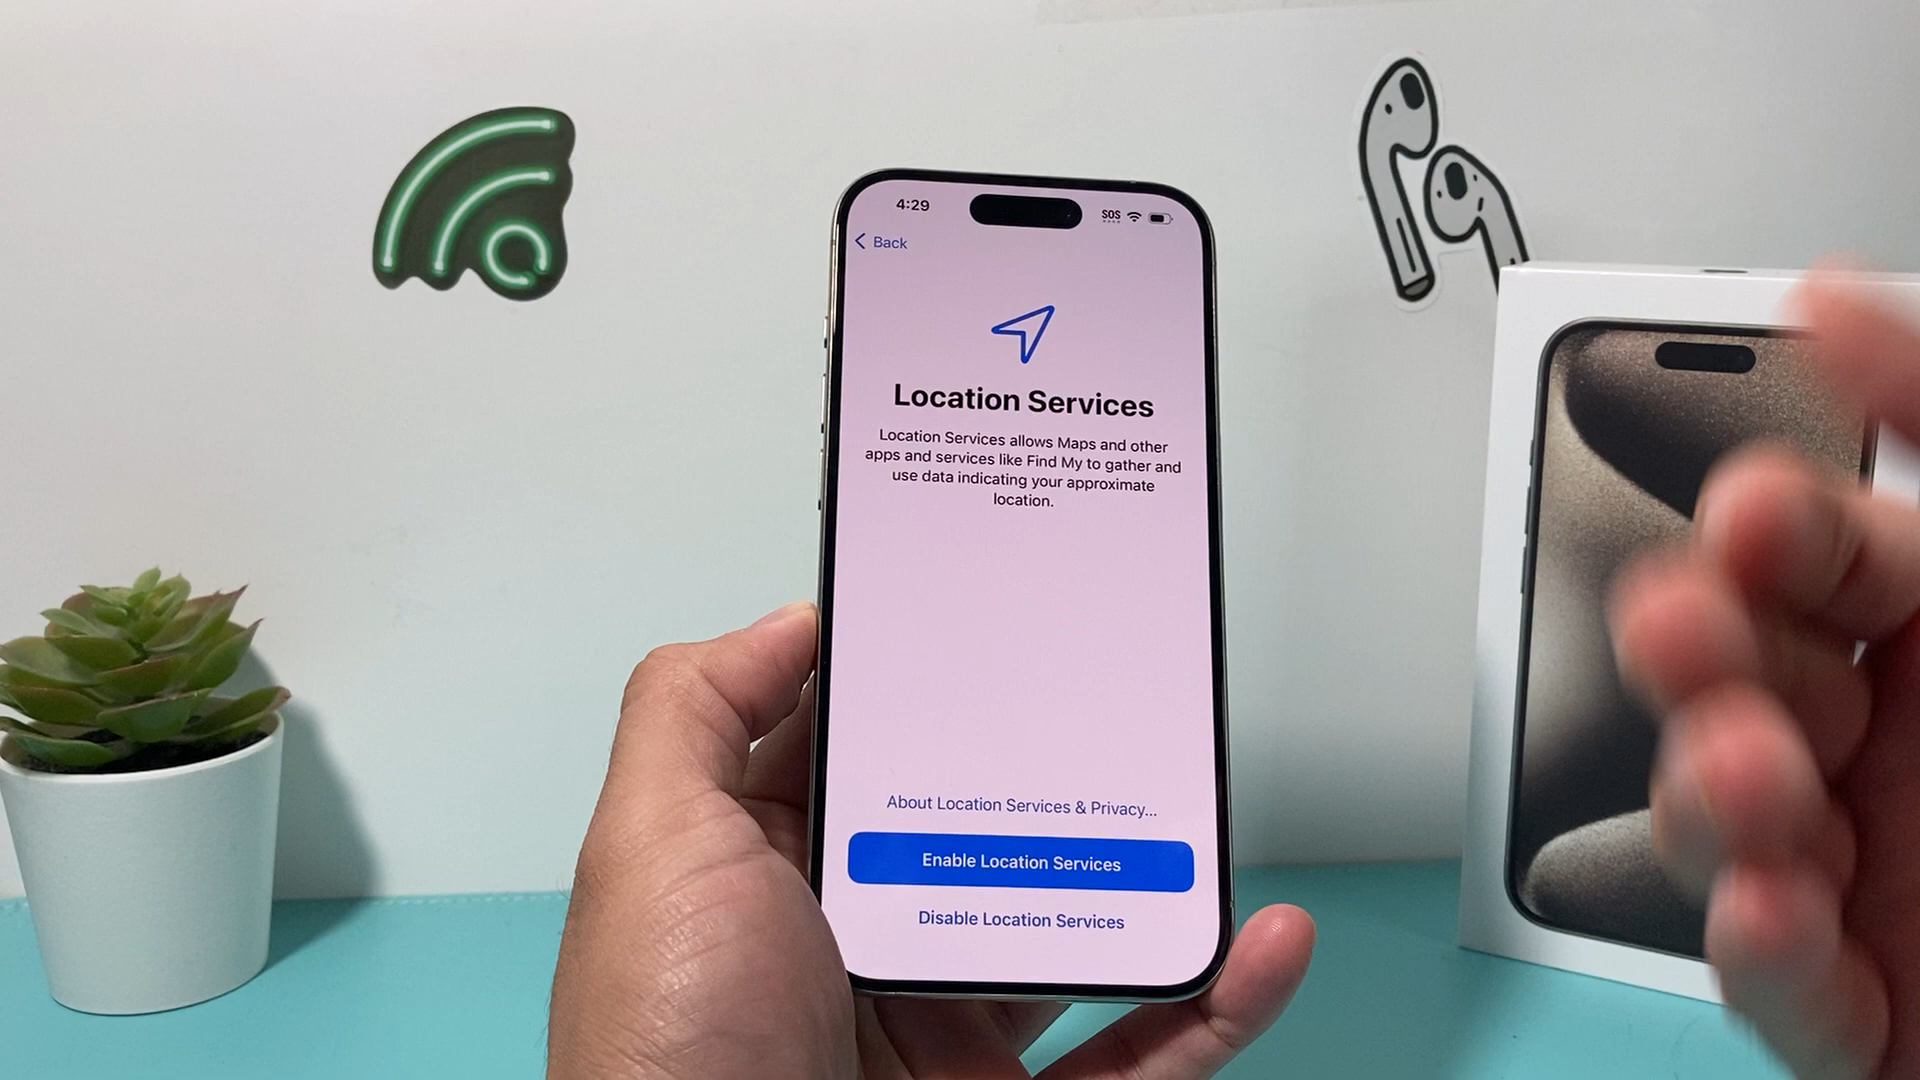 4:29
SOS
Back
Location Services
Location Services allows Maps and other
apps and services like Find My to gather and
use data indicating your approximate
location.
About Location Services & Privacy...
Enable Location Services
Disable Location Services